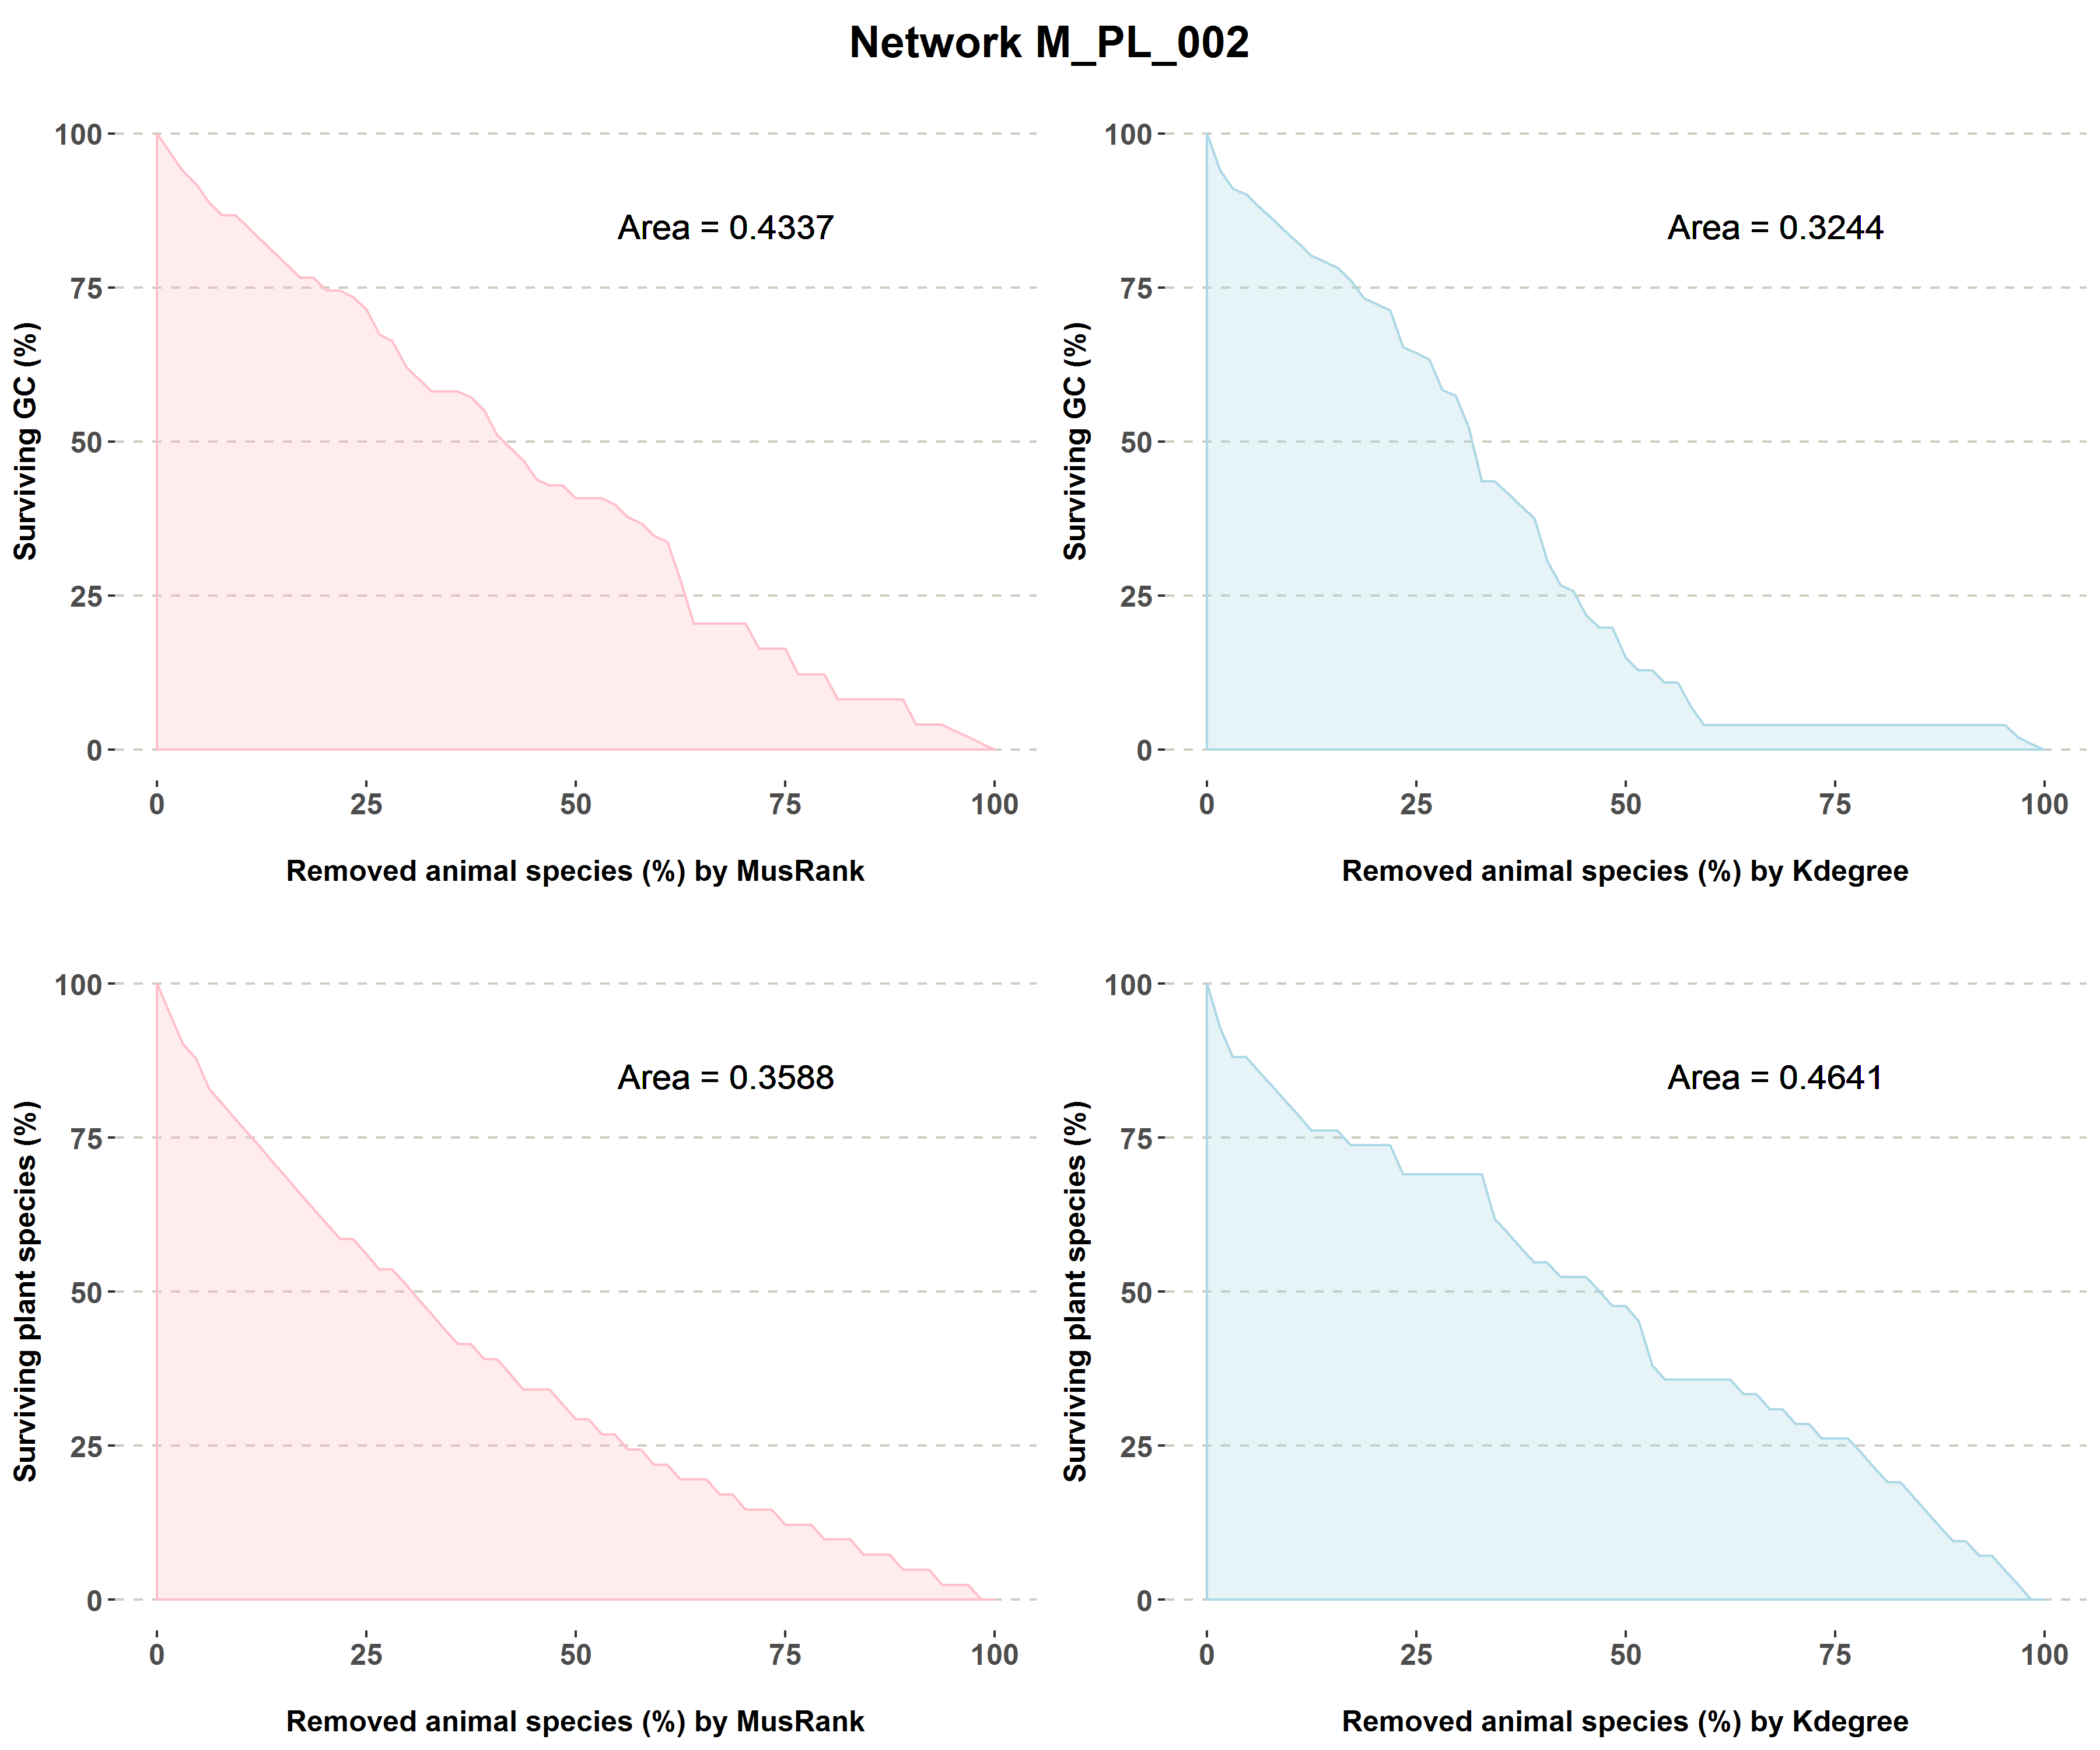 Network M_PL_002
Surviving GC (%)
100
75
50
25
0
Area = 0.4337
0 25 50 75 100
Removed animal species (%) by MusRank
Surviving GC (%)
100
75
50
25
0
Area = 0.3244
0 25 50 75 100
Removed animal species (%) by Kdegree
Surviving plant species (%)
100
75
50
25
0
Area = 0.3588
0 25 50 75 100
Removed animal species (%) by MusRank
Surviving plant species (%)
100
75
50
25
0
Area = 0.4641
0 25 50 75 100
Removed animal species (%) by Kdegree